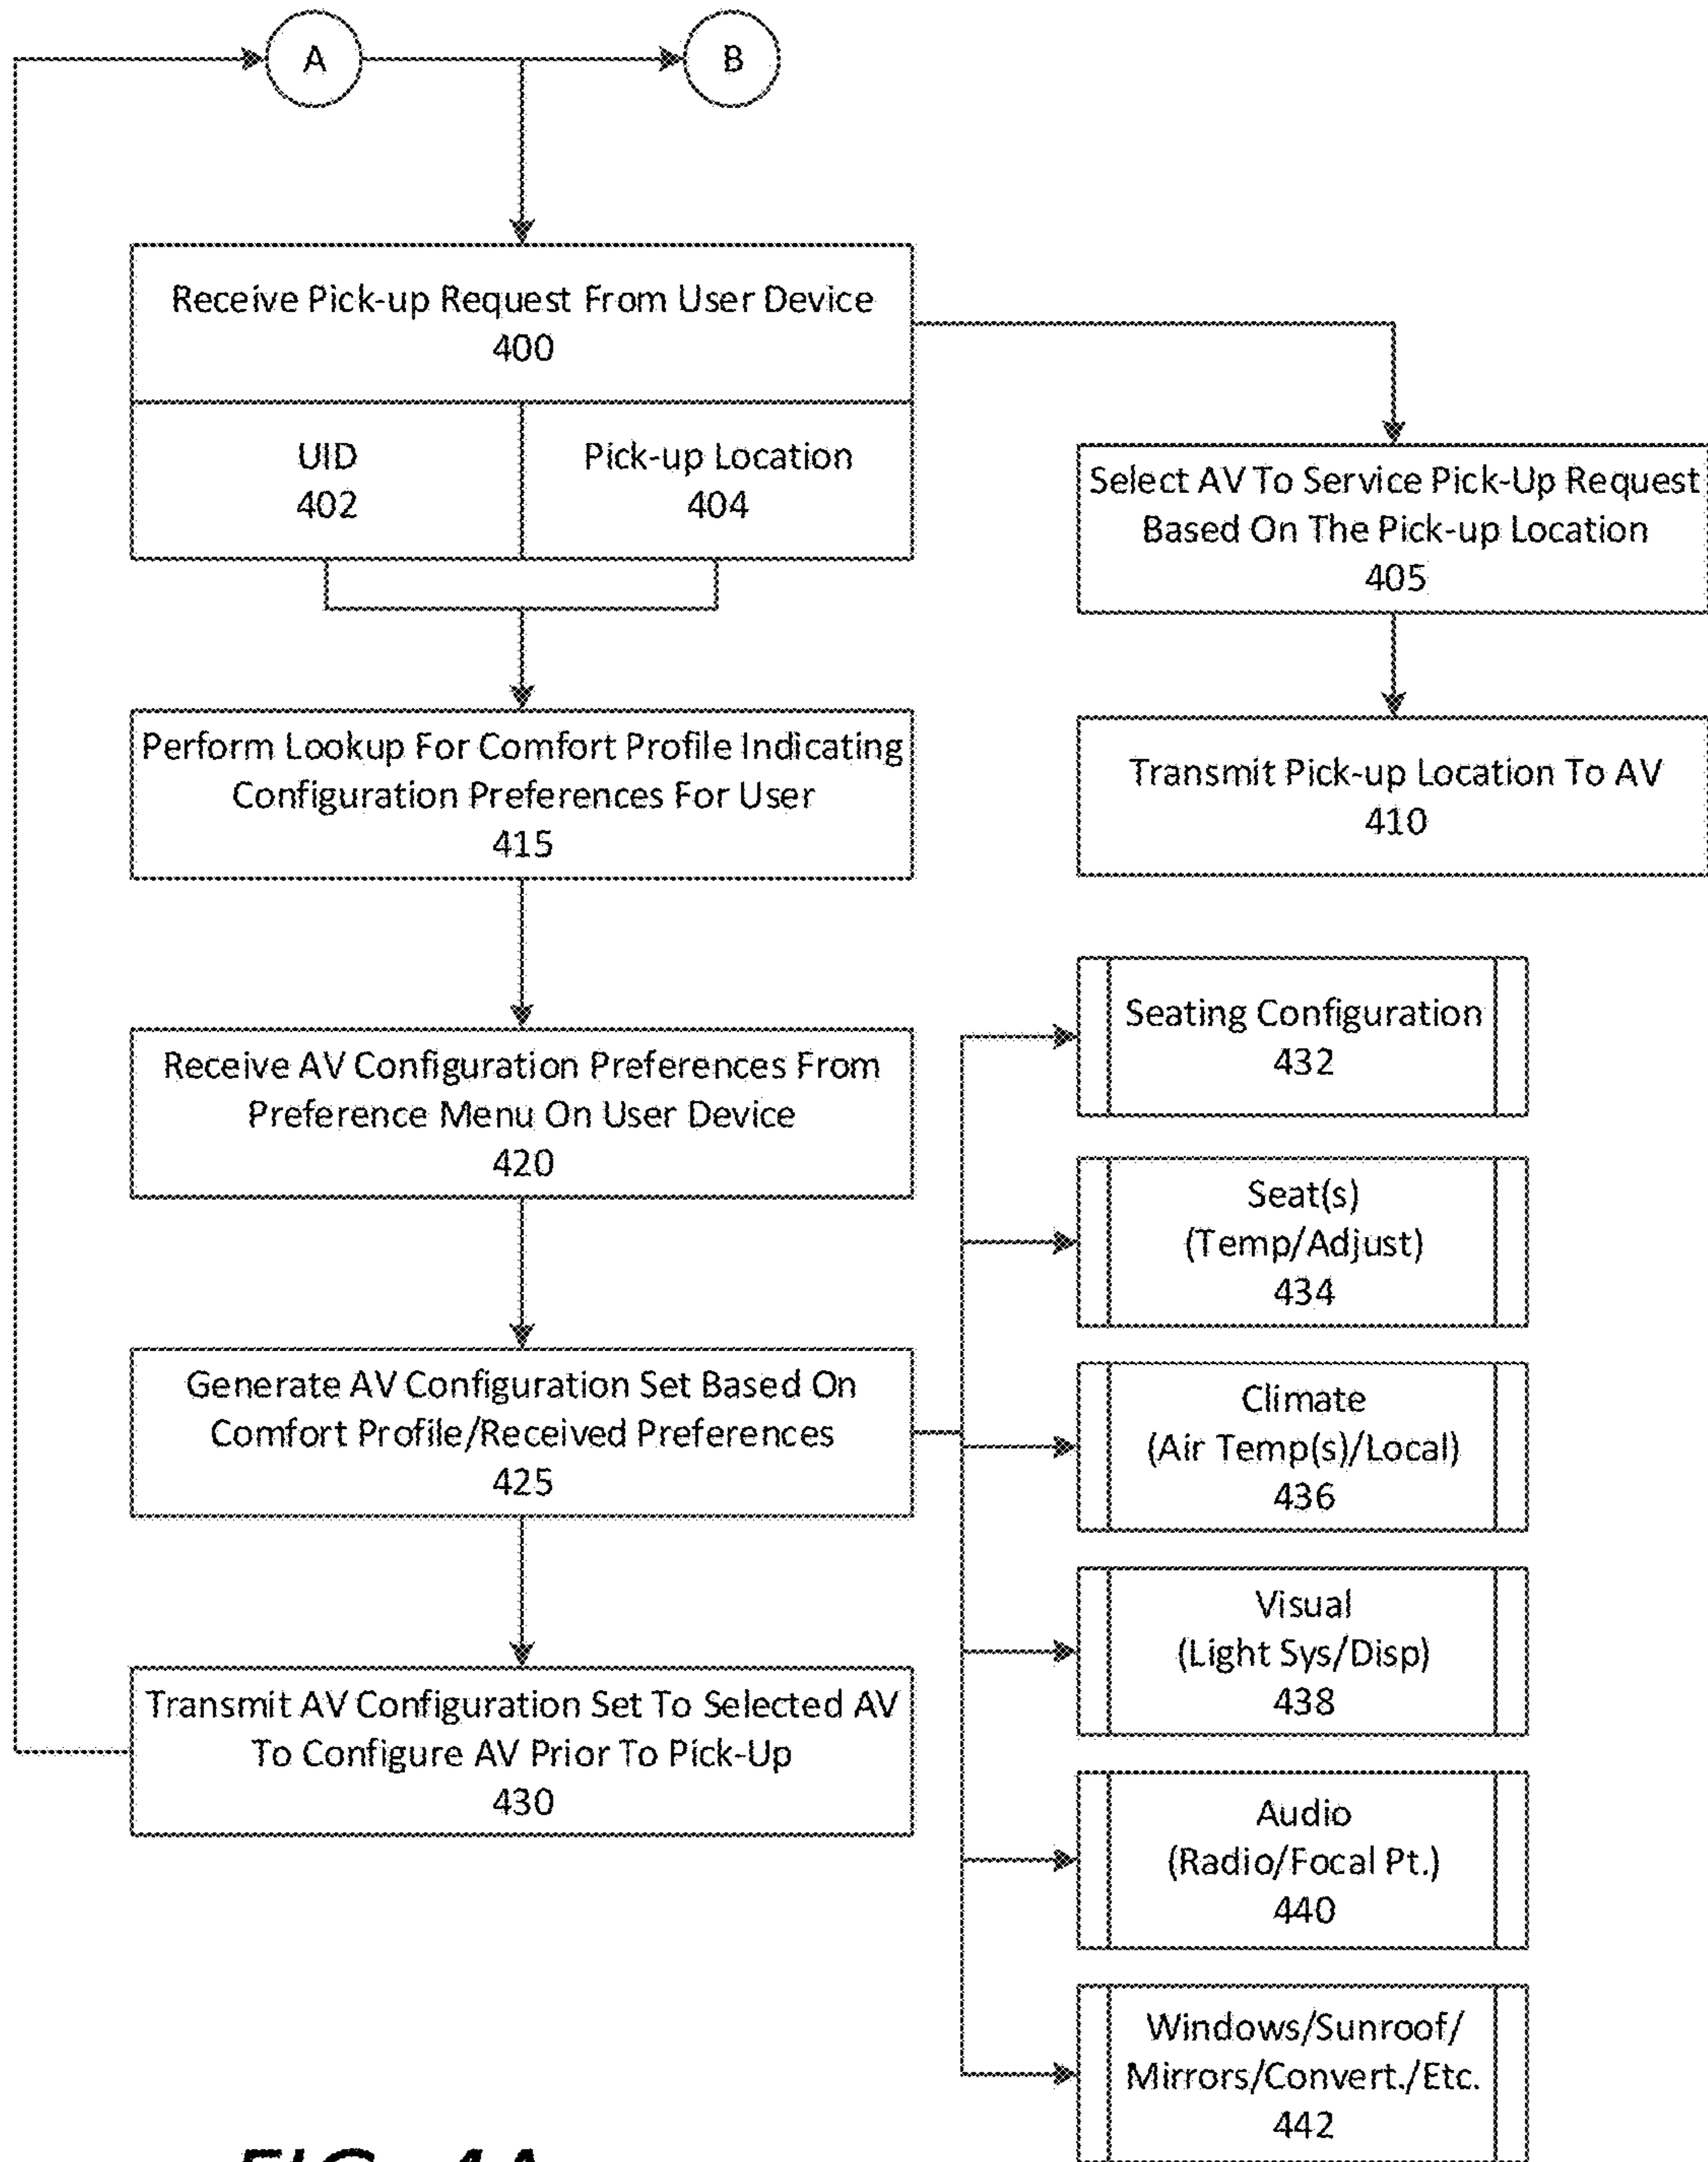 A
B
Receive Pick-up Request From User Device
400
UID
402
Pick-up Location
404
Select AV To Service Pick-Up Request
Based On The Pick-up Location
405
Transmit Pick-up Location To AV
410
Perform Lookup For Comfort Profile Indicating
Configuration Preferences For User
415
Receive AV Configuration Preferences From
Preference Menu On User Device
420
Generate AV Configuration Set Based On
Comfort Profile/Received Preferences
425
Transmit AV Configuration Set To Selected AV
To Configure AV Prior To Pick-Up
430
Seating Configuration
432
Seat(s)
(Temp/Adjust)
434
Climate
(Air Temp(s)/Local)
436
Visual
(Light Sys/Disp)
438
Audio
(Radio/Focal Pt.)
440
Windows/Sunroof/
Mirrors/Convert./Etc.
442
FIG. 4A